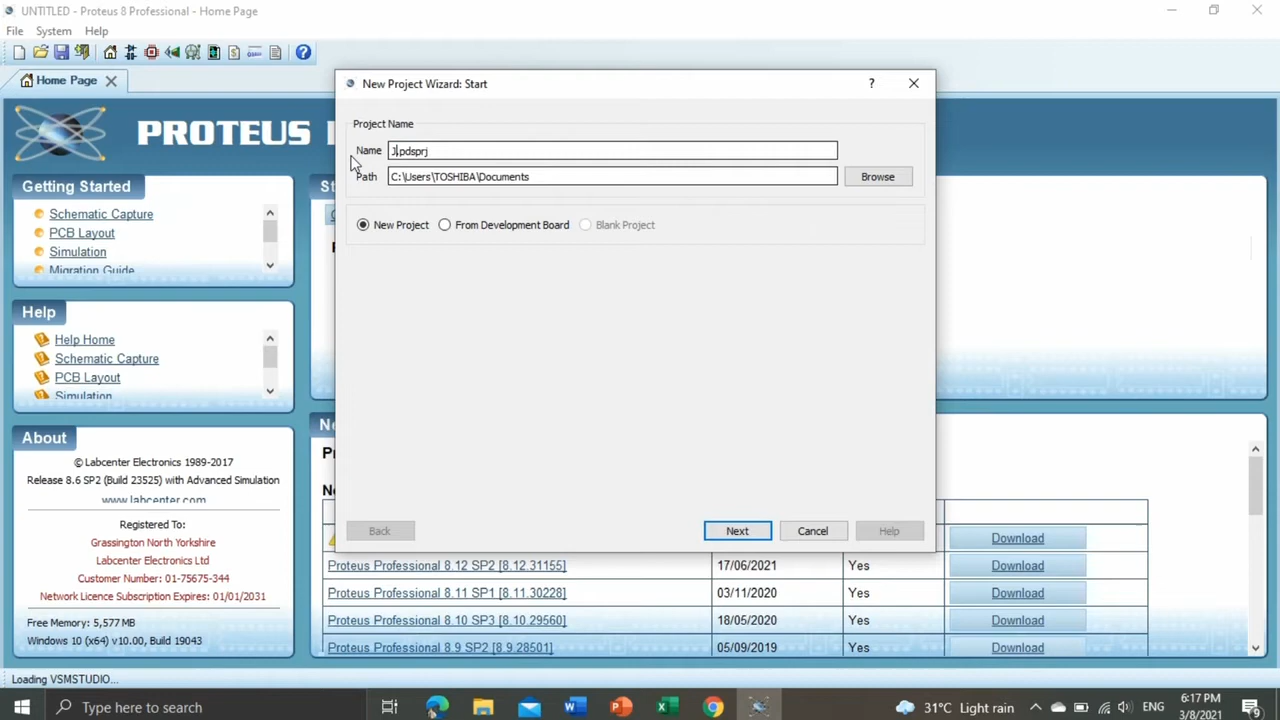 UNTITLED - Proteus 8 Professional - Home Page
File System Help
Home Page
PROTEUS
Getting Started
Schematic Capture
PCB Layout
Simulation
Migration Guide
Help
Help Home
Schematic Capture
PCB Layout
Simulation
About
© Labcenter Electronics 1989-2017
Release 8.6 SP2 (Build 23525) with Advanced Simulation
www.labcenter.com
Registered To:
Grassington North Yorkshire
Labcenter Electronics Ltd
Customer Number: 01-75675-344
Network Licence Subscription Expires: 01/01/2031
Free Memory: 5,577 MB
Windows 10 (x64) v10.00, Build 19043
New Project Wizard: Start
?
Project Name
Name J.pdsprj
Path C:\Users\TOSHIBA\Documents Browse
New Project From Development Board Blank Project
Back Next Cancel Help
Download
Proteus Professional 8.12 SP2 [8.12.31155] 17/06/2021 Yes Download
Proteus Professional 8.11 SP1 [8.11.30228] 03/11/2020 Yes Download
Proteus Professional 8.10 SP3 [8.10.29560] 18/05/2020 Yes Download
Proteus Professional 8.9 SP2 [8.9.28501] 05/09/2019 Yes Download
Loading VSMSTUDIO...
Type here to search
31°C Light rain
ENG
6:17 PM
3/8/2021
9